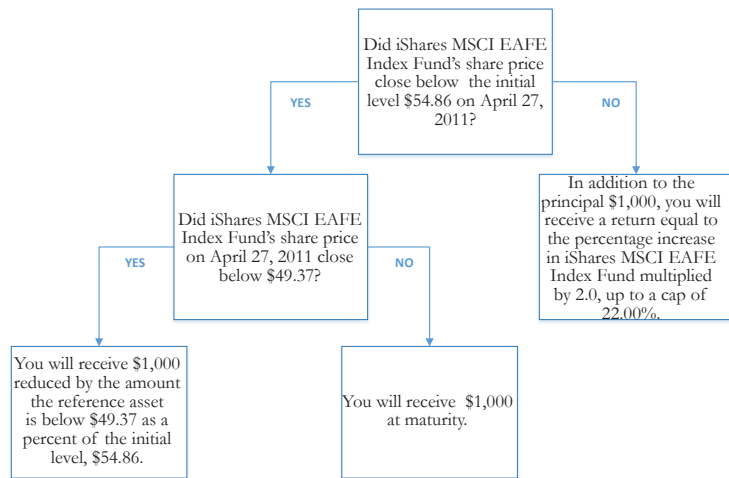 Did iShares MSCI EAFE
Index Fund's share price
close below the initial
level $54.86 on April 27,
2011?
YES
NO
Did iShares MSCI EAFE
Index Fund's share price
on April 27, 2011 close
below $49.37?
In addition to the
principal $1,000, you will
receive a return equal to
the percentage increase
in iShares MSCI EAFE
Index Fund multiplied
by 2.0, up to a cap of
22.00%.
YES
NO
You will receive $1,000
reduced by the amount
the reference asset
is below $49.37 as a
percent of the initial
level, $54.86.
You will receive $1,000
at maturity.